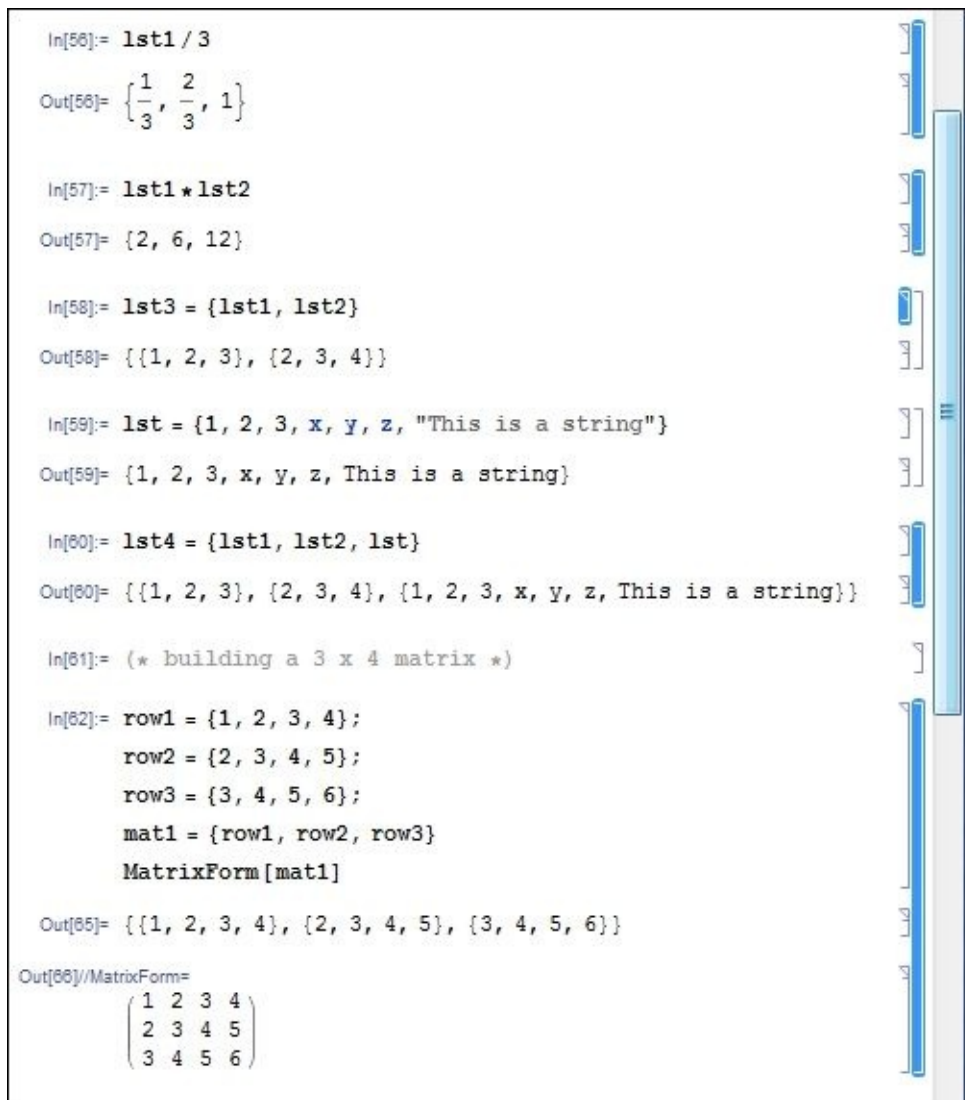 In[56]:= lst1 / 3
Out[56]= {1/3, 2/3, 1}
In[57]:= lst1 * lst2
Out[57]= {2, 6, 12}
In[58]:= lst3 = {lst1, lst2}
Out[58]= {{1, 2, 3}, {2, 3, 4}}
In[59]:= lst = {1, 2, 3, x, y, z, "This is a string"}
Out[59]= {1, 2, 3, x, y, z, This is a string}
In[60]:= lst4 = {lst1, lst2, lst}
Out[60]= {{1, 2, 3}, {2, 3, 4}, {1, 2, 3, x, y, z, This is a string}}
In[61]:= (* building a 3 x 4 matrix *)
In[62]:= row1 = {1, 2, 3, 4};
row2 = {2, 3, 4, 5};
row3 = {3, 4, 5, 6};
mat1 = {row1, row2, row3}
MatrixForm[mat1]
Out[65]= {{1, 2, 3, 4}, {2, 3, 4, 5}, {3, 4, 5, 6}}
Out[66]//MatrixForm=
1 2 3 4
2 3 4 5
3 4 5 6